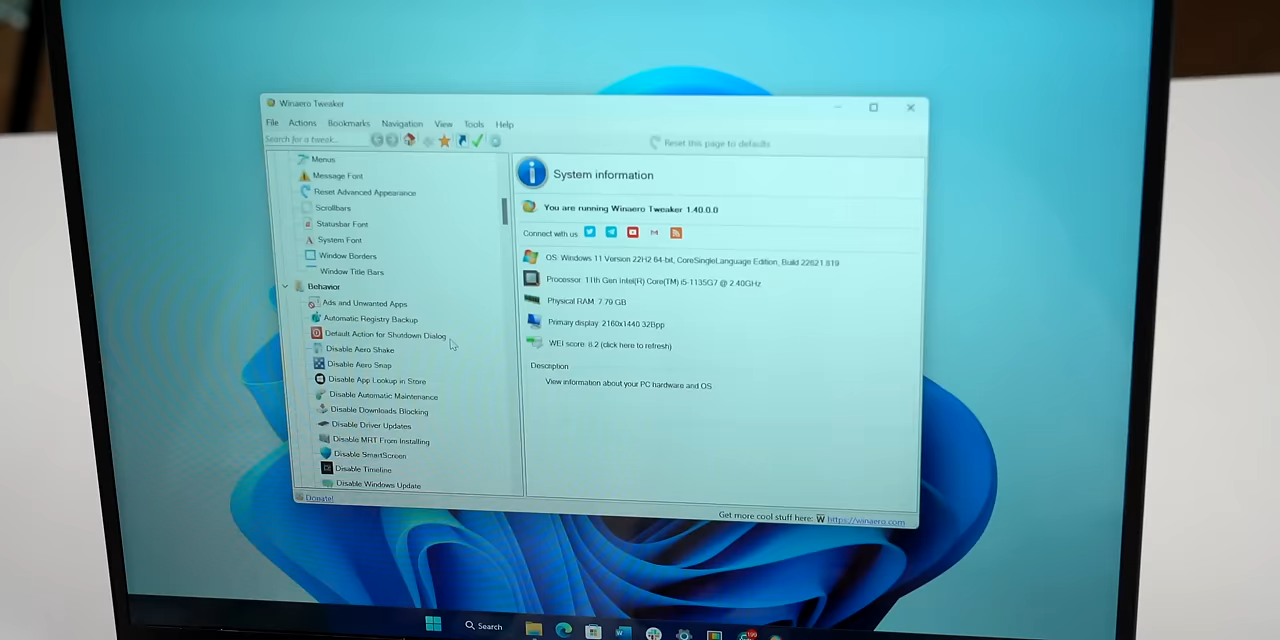 Winaero Tweaker
File Actions Bookmarks Navigation View Tools Help
Search for a tweak...
Reset this page to defaults
Menus
Message Font
Reset Advanced Appearance
Scrollbars
Statusbar Font
System Font
Window Borders
Window Title Bars
Behavior
Ads and Unwanted Apps
Automatic Registry Backup
Default Action for Shutdown Dialog
Disable Aero Shake
Disable Aero Snap
Disable App Lookup in Store
Disable Automatic Maintenance
Disable Downloads Blocking
Disable Driver Updates
Disable MRT From Installing
Disable SmartScreen
Disable Timeline
Disable Windows Update
Donate!
System information
You are running Winaero Tweaker 1.40.0.0
Connect with us
OS: Windows 11 Version 22H2 64-bit, CoreSingleLanguage Edition, Build 22621.819
Processor: 11th Gen Intel(R) Core(TM) i5-1135G7 @ 2.40GHz
Physical RAM: 7.79 GB
Primary display: 2160x1440 32Bpp
WEI score: 8.2 (click here to refresh)
Description
View information about your PC hardware and OS
Get more cool stuff here: W https://winaero.com
Search